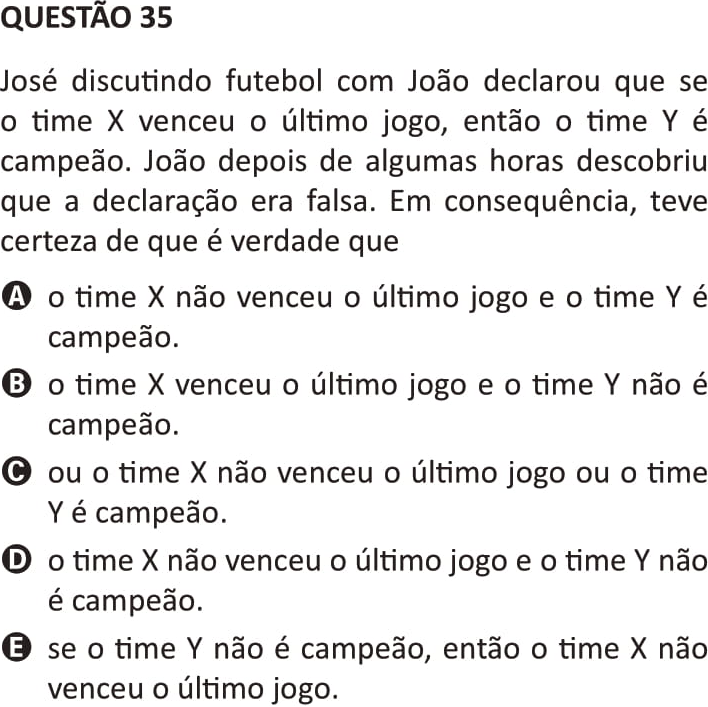 QUESTÃO 35
José discutindo futebol com João declarou que se
o time X venceu o último jogo, então o time Y é
campeão. João depois de algumas horas descobriu
que a declaração era falsa. Em consequência, teve
certeza de que é verdade que
A o time X não venceu o último jogo e o time Y é
campeão.
B o time X venceu o último jogo e o time Y não é
campeão.
C ou o time X não venceu o último jogo ou o time
Y é campeão.
D o time X não venceu o último jogo e o time Y não
é campeão.
E se o time Y não é campeão, então o time X não
venceu o último jogo.